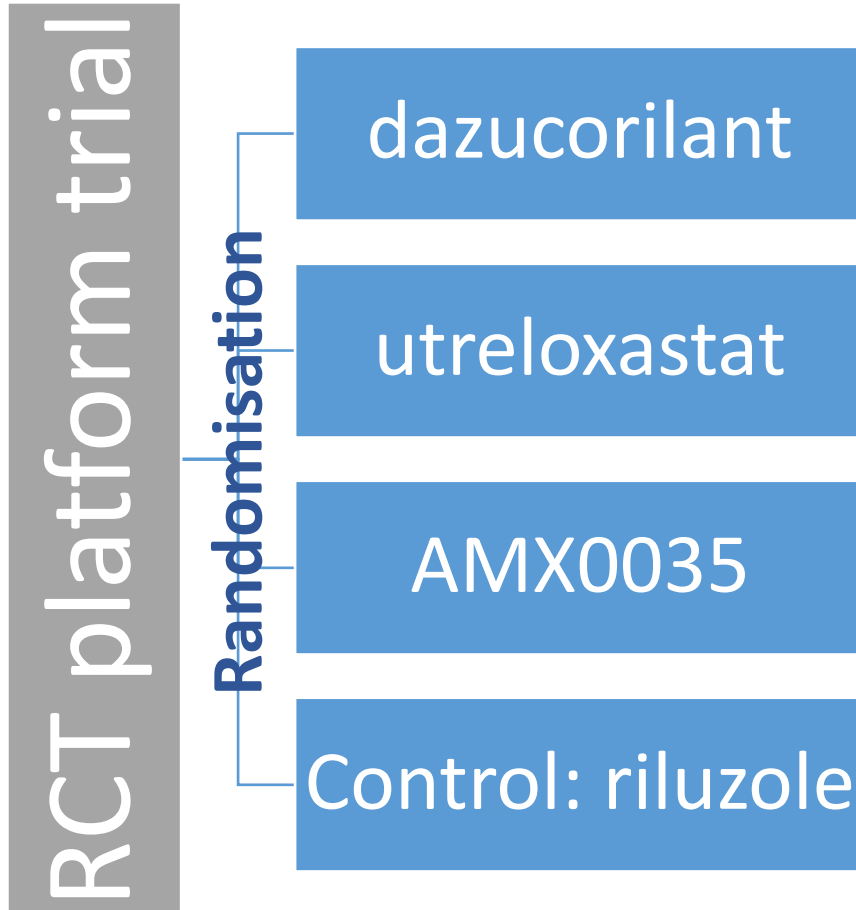 RCT platform trial
Randomisation
dazucorilant
utreloxastat
AMX0035
Control: riluzole